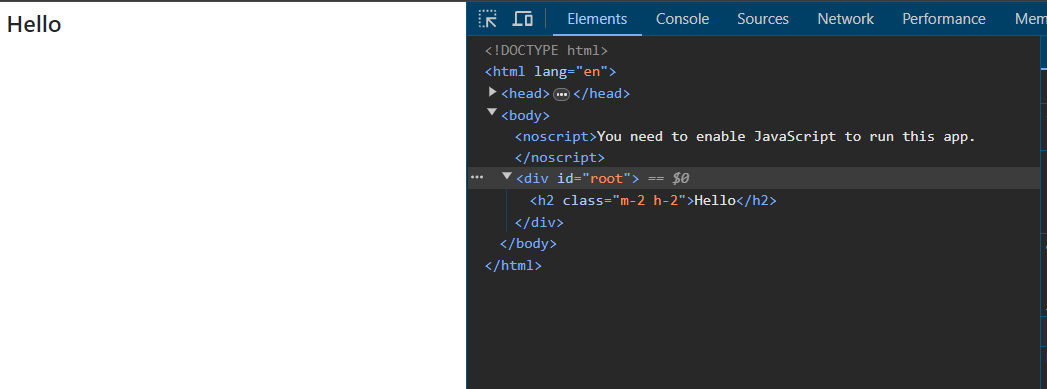 Hello
Elements Console Sources Network Performance Mem
<!DOCTYPE html>
<html lang="en">
<head>•••</head>
<body>
<noscript>You need to enable JavaScript to run this app.
</noscript>
••• <div id="root"> == $0
<h2 class="m-2 h-2">Hello</h2>
</div>
</body>
</html>